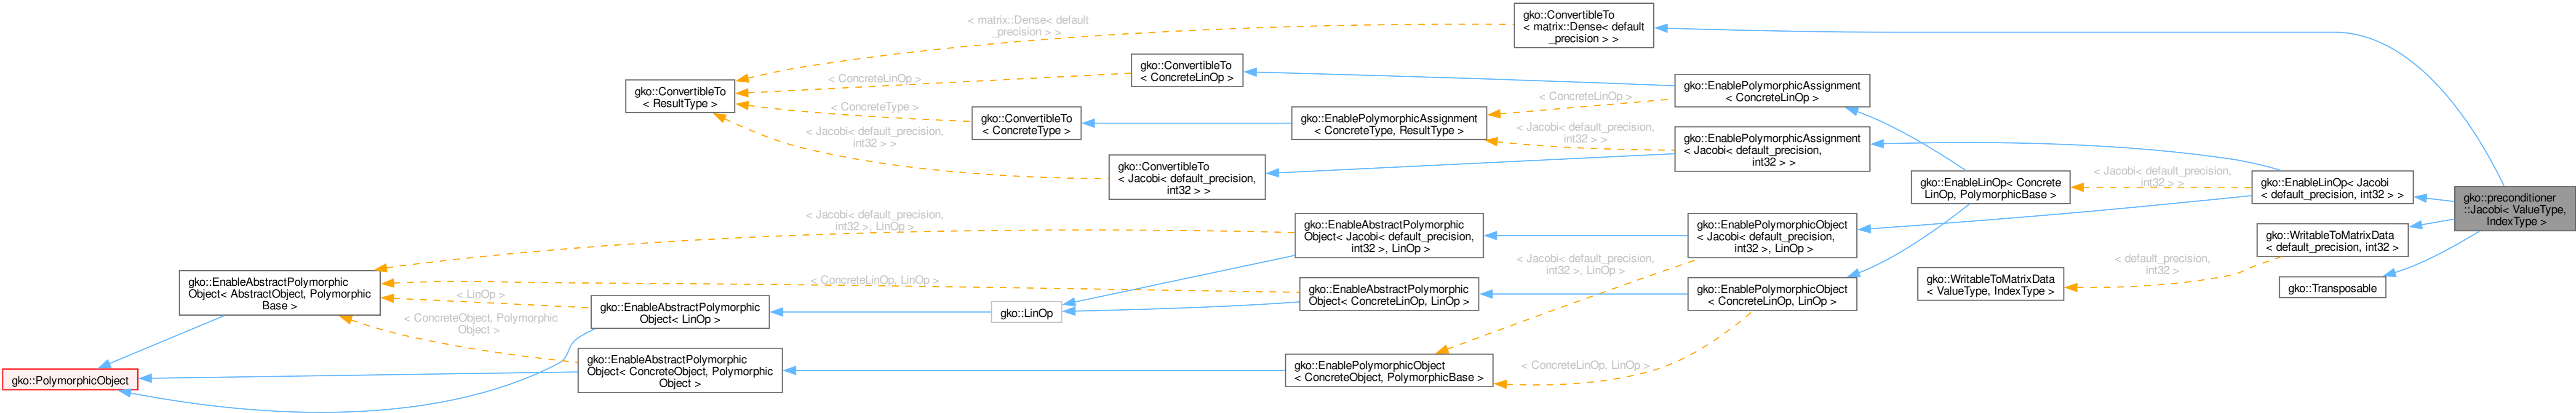 gko::PolymorphicObject
gko::EnableAbstractPolymorphic
Object< AbstractObject, Polymorphic
Base >
gko::ConvertibleTo
< ResultType >
gko::EnableAbstractPolymorphic
Object< LinOp >
gko::EnableAbstractPolymorphic
Object< ConcreteObject, Polymorphic
Object >
< matrix::Dense< default
_precision > >
< ConcreteLinOp >
< ConcreteType >
< Jacobi< default_precision,
int32 > >
< Jacobi< default_precision,
int32 >, LinOp >
< ConcreteLinOp, LinOp >
< LinOp >
< ConcreteObject, Polymorphic
Object >
gko::ConvertibleTo
< matrix::Dense< default
_precision > >
gko::ConvertibleTo
< ConcreteLinOp >
gko::ConvertibleTo
< ConcreteType >
gko::ConvertibleTo
< Jacobi< default_precision,
int32 > >
gko::LinOp
gko::EnablePolymorphicAssignment
< ConcreteType, ResultType >
gko::EnableAbstractPolymorphic
Object< Jacobi< default_precision,
int32 >, LinOp >
gko::EnableAbstractPolymorphic
Object< ConcreteLinOp, LinOp >
gko::EnablePolymorphicObject
< ConcreteObject, PolymorphicBase >
< ConcreteLinOp >
< Jacobi< default_precision,
int32 > >
< Jacobi< default_precision,
int32 >, LinOp >
< ConcreteLinOp, LinOp >
gko::EnablePolymorphicAssignment
< ConcreteLinOp >
gko::EnablePolymorphicAssignment
< Jacobi< default_precision,
int32 > >
gko::EnablePolymorphicObject
< Jacobi< default_precision,
int32 >, LinOp >
gko::EnablePolymorphicObject
< ConcreteLinOp, LinOp >
gko::EnableLinOp< Concrete
LinOp, PolymorphicBase >
gko::WritableToMatrixData
< ValueType, IndexType >
< Jacobi< default_precision,
int32 > >
< default_precision,
int32 >
gko::EnableLinOp< Jacobi
< default_precision, int32 > >
gko::WritableToMatrixData
< default_precision, int32 >
gko::Transposable
gko::preconditioner
::Jacobi< ValueType,
IndexType >